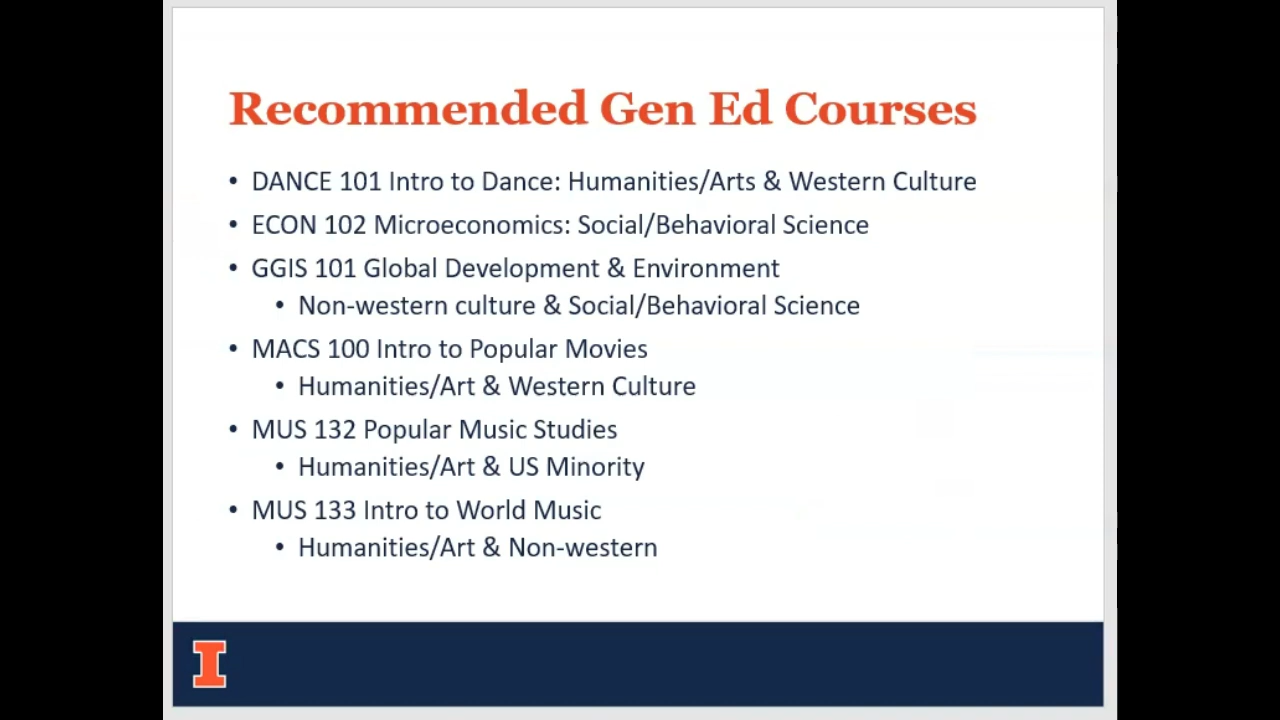 Recommended Gen Ed Courses
• DANCE 101 Intro to Dance: Humanities/Arts & Western Culture
• ECON 102 Microeconomics: Social/Behavioral Science
• GGIS 101 Global Development & Environment
• Non-western culture & Social/Behavioral Science
• MACS 100 Intro to Popular Movies
• Humanities/Art & Western Culture
• MUS 132 Popular Music Studies
• Humanities/Art & US Minority
• MUS 133 Intro to World Music
• Humanities/Art & Non-western
I